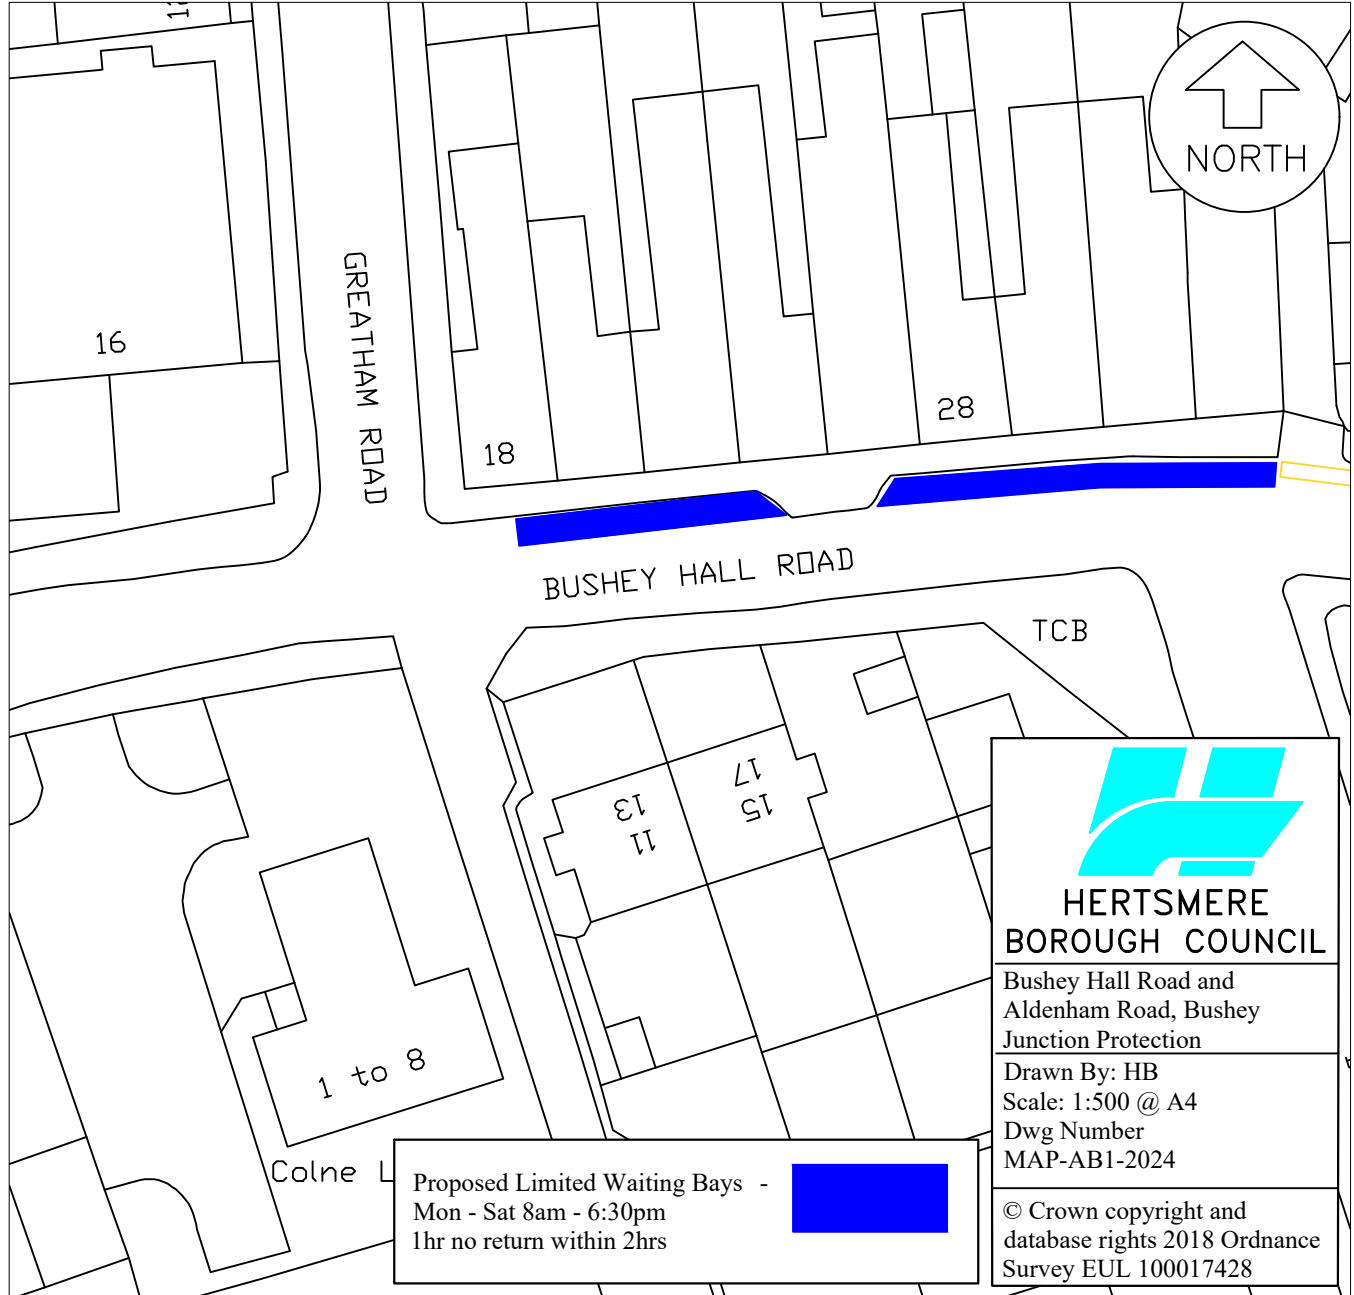 NORTH
GREATHAM ROAD
16
18
28
BUSHEY HALL ROAD
TCB
17
15
13
11
1 to 8
Colne L
HERTSMERE
BOROUGH COUNCIL
Bushey Hall Road and
Aldenham Road, Bushey
Junction Protection
Drawn By: HB
Scale: 1:500 @ A4
Dwg Number
MAP-AB1-2024
© Crown copyright and
database rights 2018 Ordnance
Survey EUL 100017428
Proposed Limited Waiting Bays -
Mon - Sat 8am - 6:30pm
1hr no return within 2hrs